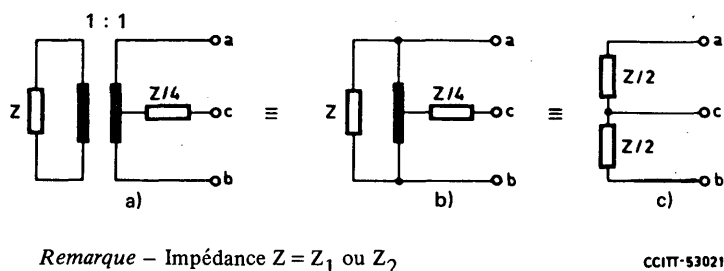 1 : 1
a
a
a
Z
Z/4
c
≡
Z
Z/4
c
≡
Z/2
c
Z/2
b
b
b
a)
b)
c)
Remarque – Impédance Z = Z₁ ou Z₂
CCITT-53021